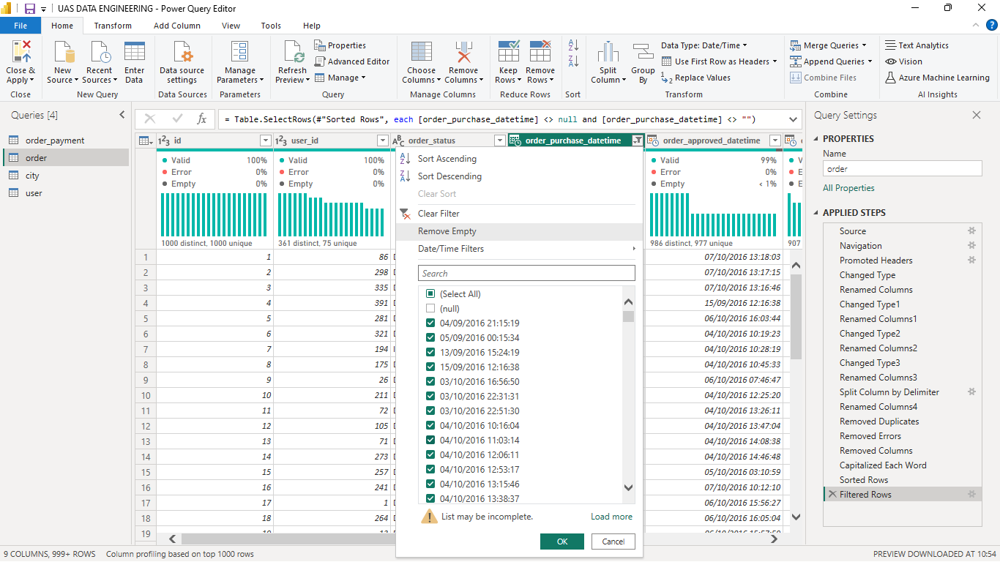 UAS DATA ENGINEERING - Power Query Editor
File Home Transform Add Column View Tools Help
Close & Apply
Close
New Source
Recent Sources
Enter Data
New Query
Data source settings
Data Sources
Manage Parameters
Parameters
Refresh Preview
Properties
Advanced Editor
Manage
Query
Choose Columns
Remove Columns
Manage Columns
Keep Rows
Remove Rows
Reduce Rows
Sort
Split Column
Group By
Data Type: Date/Time
Use First Row as Headers
Replace Values
Transform
Merge Queries
Append Queries
Combine Files
Combine
Text Analytics
Vision
Azure Machine Learning
AI Insights
Queries [4]
order_payment
order
city
user
= Table.SelectRows(#"Sorted Rows", each [order_purchase_datetime] <> null and [order_purchase_datetime] <> "")
id user_id order_status order_purchase_datetime order_approved_datetime
Valid 100% Valid 100% Valid 99%
Error 0% Error 0% Error 0%
Empty 0% Empty 0% Empty < 1%
1000 distinct, 1000 unique 361 distinct, 75 unique 986 distinct, 977 unique 907
1 1 86 07/10/2016 13:18:03
2 2 298 07/10/2016 13:17:15
3 3 335 07/10/2016 13:16:46
4 4 391 15/09/2016 12:16:38
5 5 281 06/10/2016 16:03:44
6 6 321 04/10/2016 10:19:23
7 7 194 04/10/2016 10:28:19
8 8 175 04/10/2016 10:45:33
9 9 26 06/10/2016 07:46:47
10 10 211 04/10/2016 12:25:20
11 11 72 04/10/2016 13:26:11
12 12 105 04/10/2016 13:47:04
13 13 71 04/10/2016 14:08:38
14 14 273 04/10/2016 14:46:48
15 15 257 05/10/2016 03:10:59
16 16 241 07/10/2016 10:12:10
17 17 1 06/10/2016 15:56:27
18 18 264 06/10/2016 16:05:04
19
Sort Ascending
Sort Descending
Clear Sort
Clear Filter
Remove Empty
Date/Time Filters
Search
(Select All)
(null)
04/09/2016 21:15:19
05/09/2016 00:15:34
13/09/2016 15:24:19
15/09/2016 12:16:38
03/10/2016 16:56:50
03/10/2016 22:31:31
03/10/2016 22:51:30
04/10/2016 10:16:04
04/10/2016 11:03:14
04/10/2016 12:06:11
04/10/2016 12:53:17
04/10/2016 13:15:46
04/10/2016 13:38:37
List may be incomplete. Load more
OK Cancel
Query Settings
PROPERTIES
Name
order
All Properties
APPLIED STEPS
Source
Navigation
Promoted Headers
Changed Type
Renamed Columns
Changed Type1
Renamed Columns1
Changed Type2
Renamed Columns2
Changed Type3
Renamed Columns3
Split Column by Delimiter
Renamed Columns4
Removed Duplicates
Removed Errors
Removed Columns
Capitalized Each Word
Sorted Rows
Filtered Rows
9 COLUMNS, 999+ ROWS Column profiling based on top 1000 rows PREVIEW DOWNLOADED AT 10:54